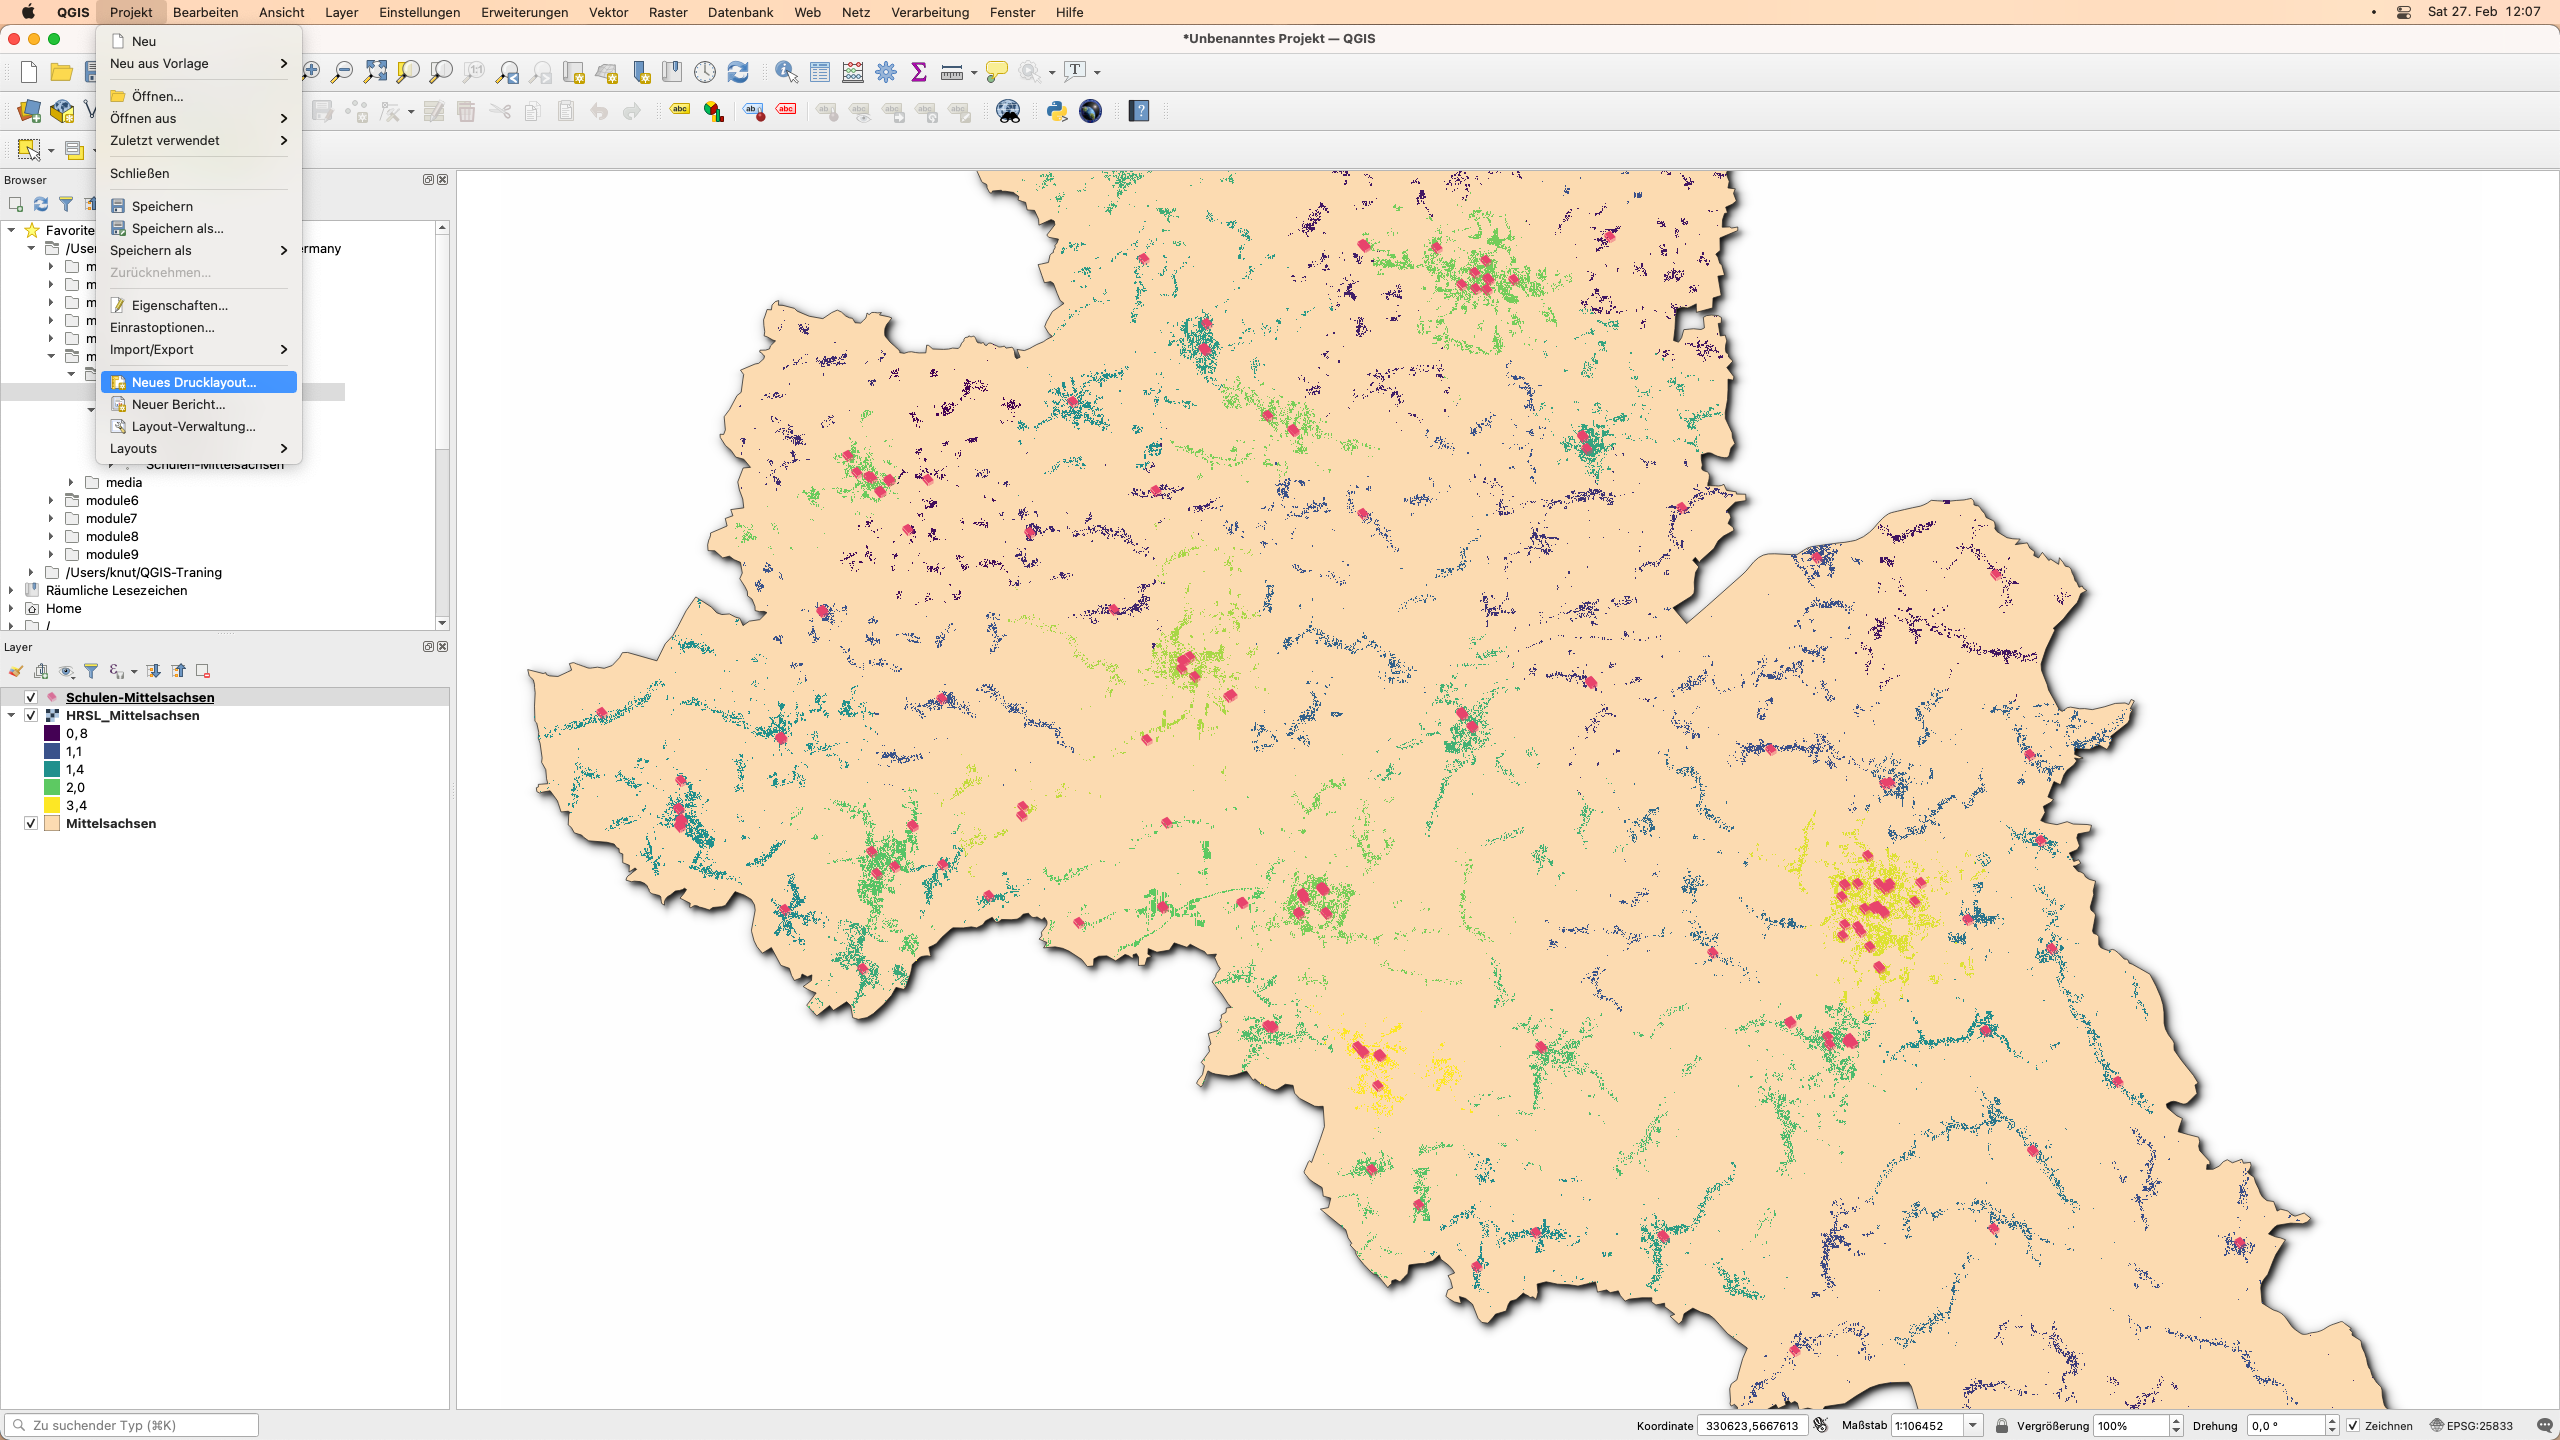 QGIS Projekt Bearbeiten Ansicht Layer Einstellungen Erweiterungen Vektor Raster Datenbank Web Netz Verarbeitung Fenster Hilfe Sat 27. Feb 12:07
*Unbenanntes Projekt — QGIS
Neu
Neu aus Vorlage
Öffnen...
Öffnen aus
Zuletzt verwendet
Schließen
Speichern
Speichern als...
Speichern als
Zurücknehmen...
Eigenschaften...
Einrastoptionen...
Import/Export
Neues Drucklayout...
Neuer Bericht...
Layout-Verwaltung...
Layouts
Browser
Favorite
/User ermany
m
m
m
m
m
m
Schulen-Mittelsachsen
media
module6
module7
module8
module9
/Users/knut/QGIS-Traning
Räumliche Lesezeichen
Home
/
Layer
Schulen-Mittelsachsen
HRSL_Mittelsachsen
0,8
1,1
1,4
2,0
3,4
Mittelsachsen
Zu suchender Typ (⌘K) Koordinate 330623,5667613 Maßstab 1:106452 Vergrößerung 100% Drehung 0,0 ° Zeichnen EPSG:25833